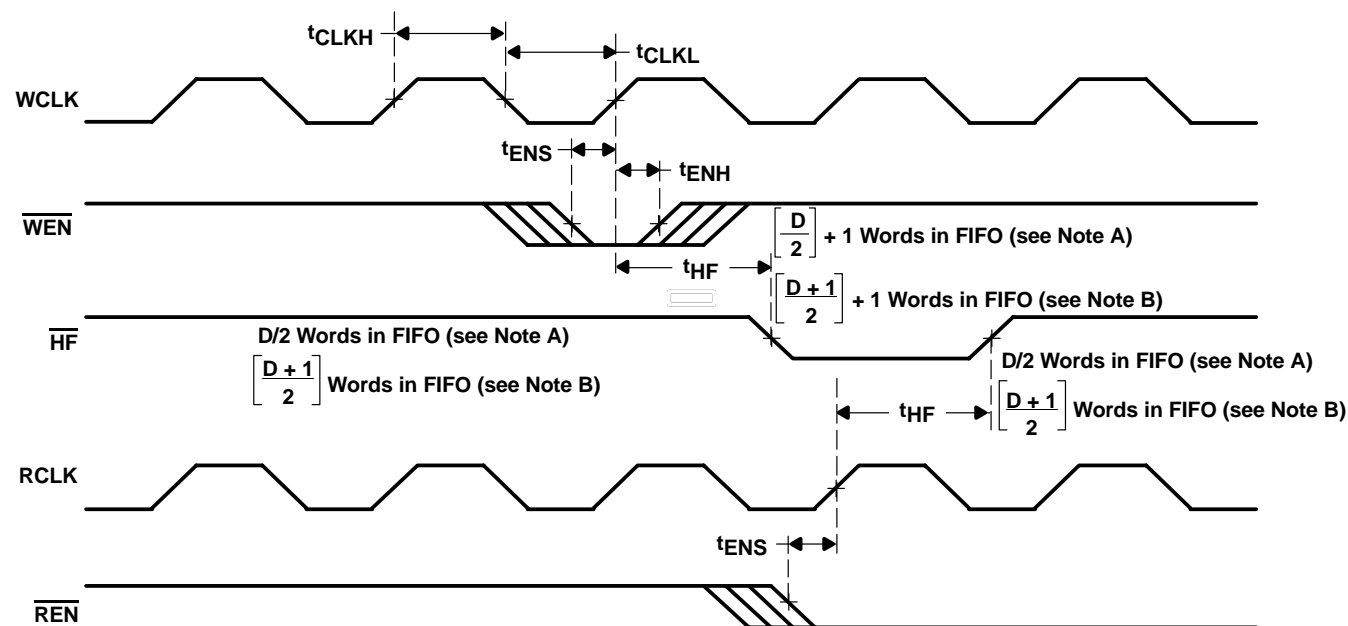 tCLKH
tCLKL
WCLK
tENS
tENH
WEN
[D/2] + 1 Words in FIFO (see Note A)
tHF
[(D + 1)/2] + 1 Words in FIFO (see Note B)
HF
D/2 Words in FIFO (see Note A)
[(D + 1)/2] Words in FIFO (see Note B)
D/2 Words in FIFO (see Note A)
tHF
[(D + 1)/2] Words in FIFO (see Note B)
RCLK
tENS
REN